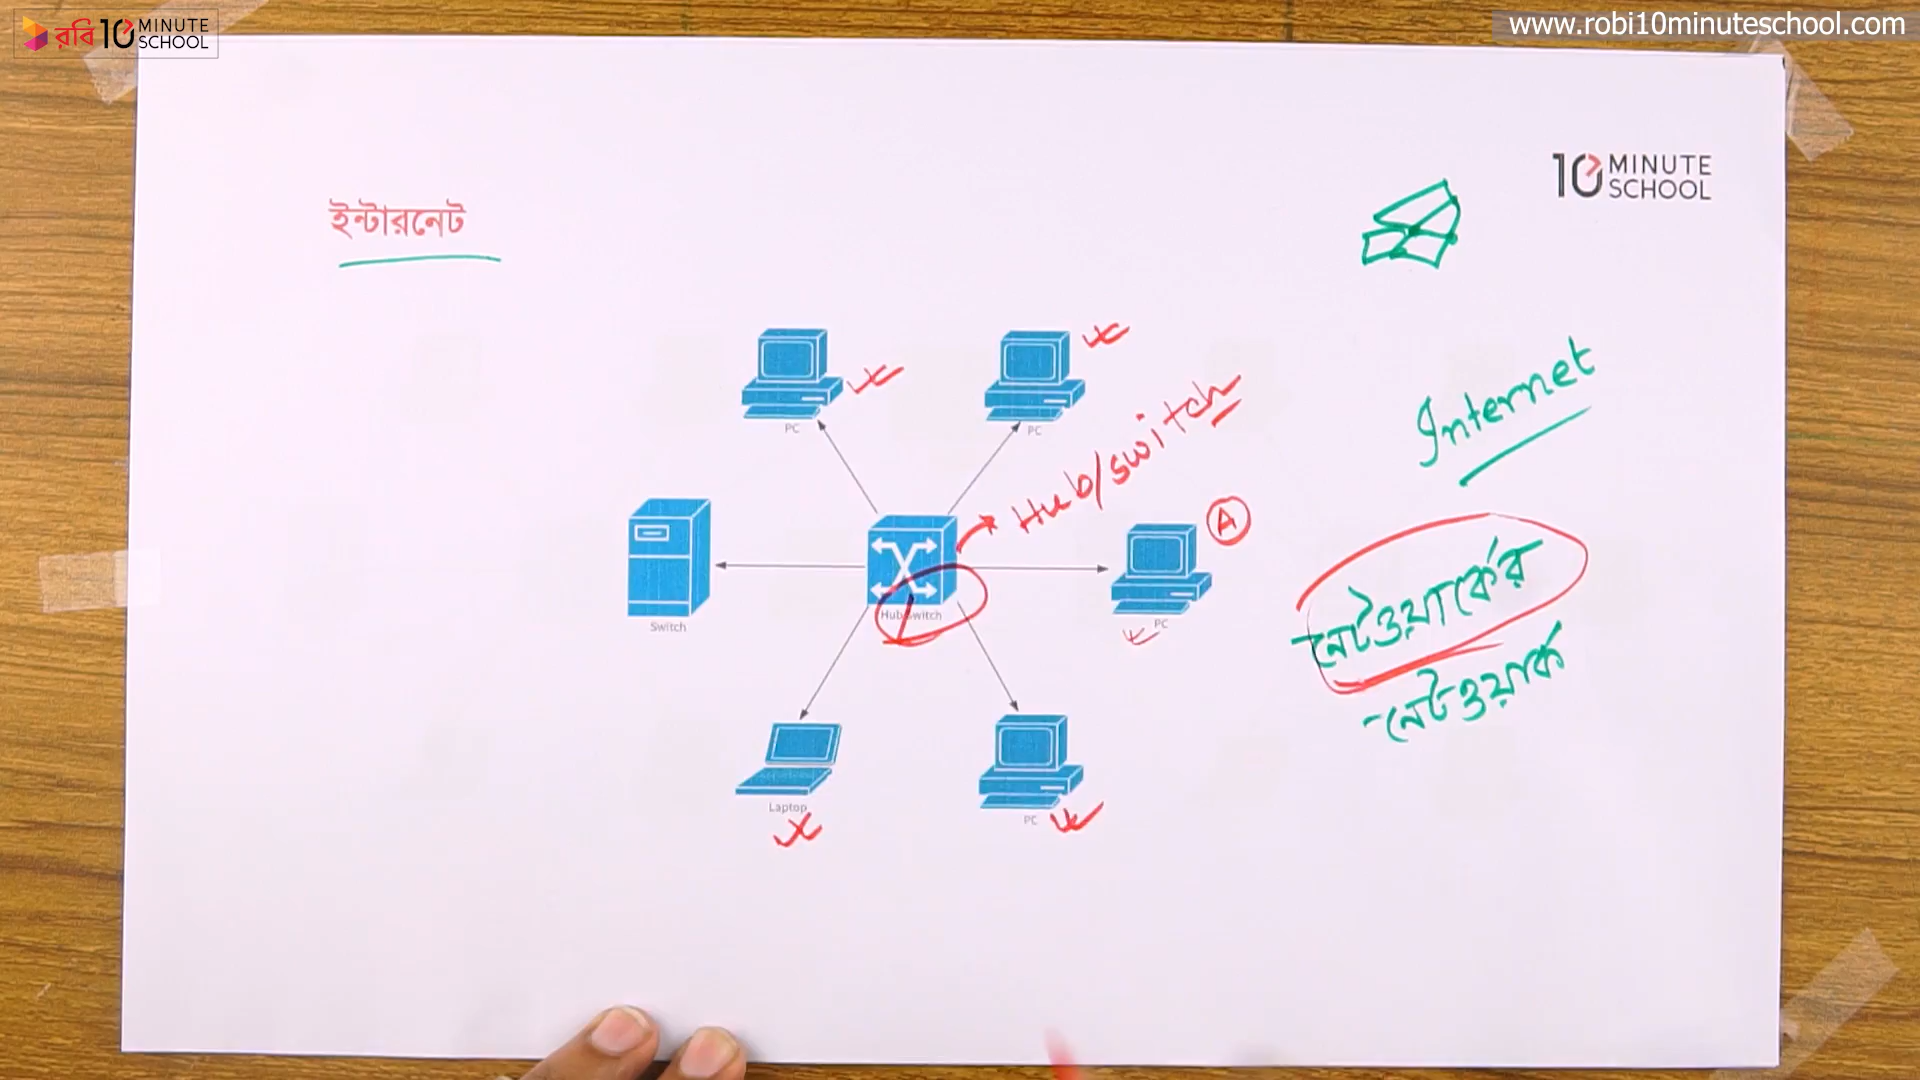 রবি 10 MINUTE SCHOOL
www.robi10minuteschool.com
10 MINUTE SCHOOL
ইন্টারনেট
Internet
PC
PC
Hub/switch
A
Hub Switch
Switch
PC
নেটওয়ার্কের
নেটওয়ার্ক
Laptop
PC